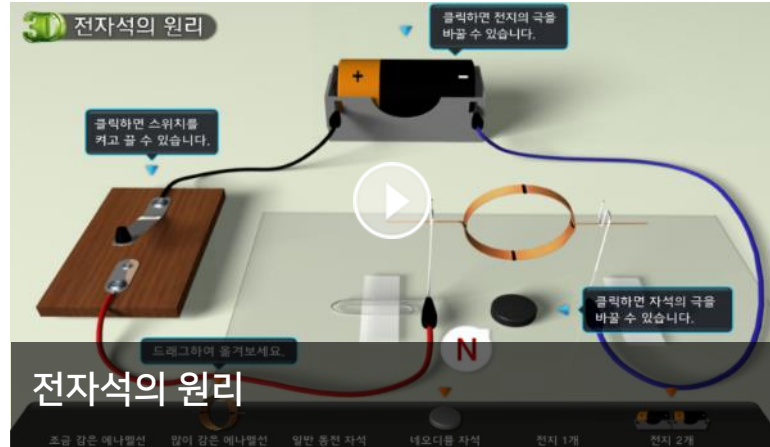 3D 전자석의 원리
클릭하면 전지의 극을
바꿀 수 있습니다.
+
-
클릭하면 스위치를
켜고 끌 수 있습니다.
클릭하면 자석의 극을
바꿀 수 있습니다.
N
드래그하여 옮겨보세요.
전자석의 원리
조금 감은 에나멜선
많이 감은 에나멜선
일반 동전 자석
네오디뮴 자석
전지 1개
전지 2개